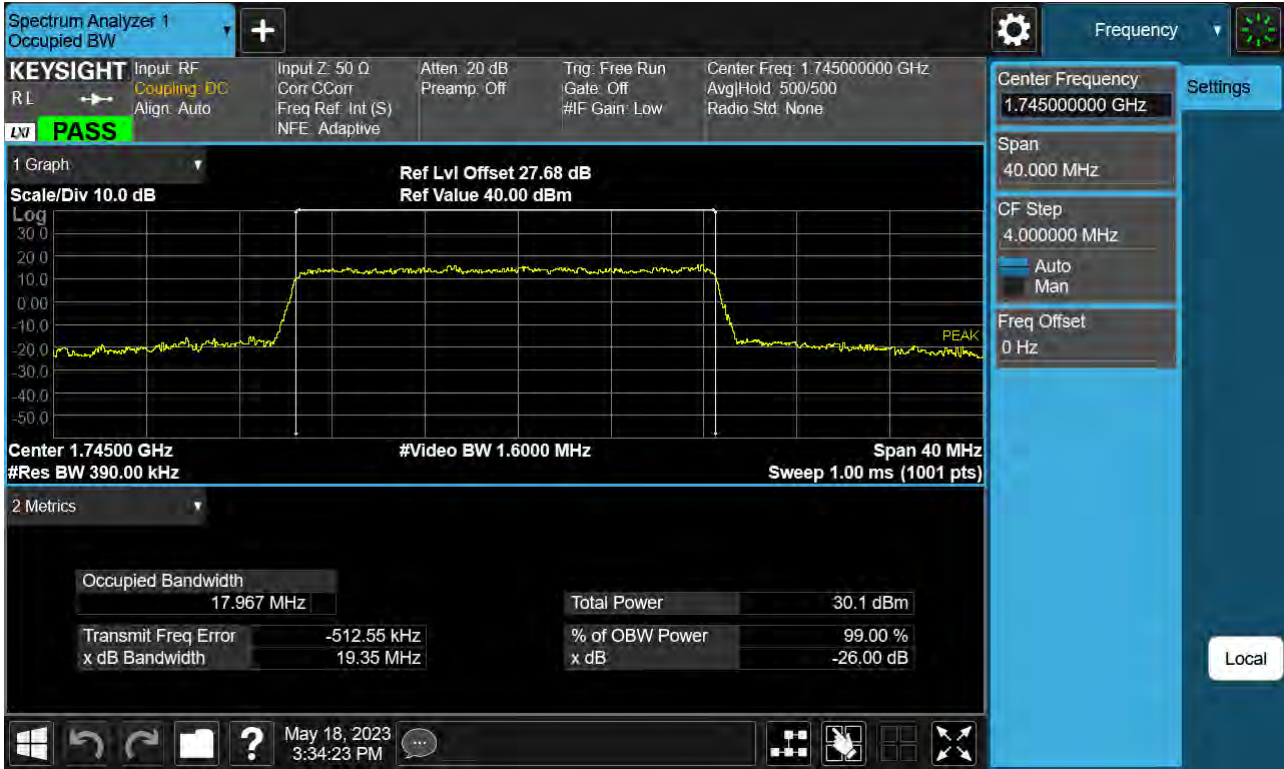 Spectrum Analyzer 1
Occupied BW
+
Frequency
KEYSIGHT
RL
LXI
PASS
Input: RF
Coupling: DC
Align: Auto
Input Z: 50 Ω
Corr CCorr
Freq Ref: Int (S)
NFE: Adaptive
Atten: 20 dB
Preamp: Off
Trig: Free Run
Gate: Off
#IF Gain: Low
Center Freq: 1.745000000 GHz
Avg|Hold: 500/500
Radio Std: None
1 Graph
Scale/Div 10.0 dB
Ref Lvl Offset 27.68 dB
Ref Value 40.00 dBm
Log
30.0
20.0
10.0
0.00
-10.0
-20.0
-30.0
-40.0
-50.0
PEAK
Center 1.74500 GHz
#Res BW 390.00 kHz
#Video BW 1.6000 MHz
Span 40 MHz
Sweep 1.00 ms (1001 pts)
2 Metrics
Occupied Bandwidth
17.967 MHz
Transmit Freq Error -512.55 kHz
x dB Bandwidth 19.35 MHz
Total Power 30.1 dBm
% of OBW Power 99.00 %
x dB -26.00 dB
Center Frequency
1.745000000 GHz
Span
40.000 MHz
CF Step
4.000000 MHz
Auto
Man
Freq Offset
0 Hz
Settings
Local
?
May 18, 2023
3:34:23 PM